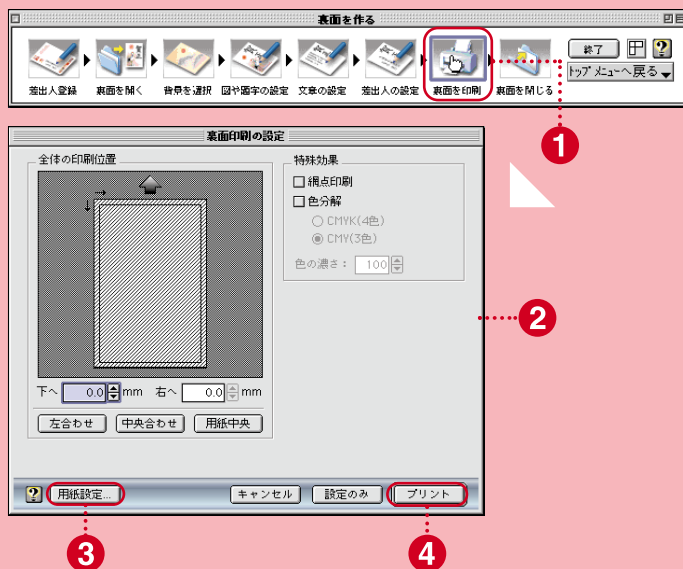 裏面を作る
差出人登録 裏面を開く 背景を選択 図や題字の設定 文章の設定 差出人の設定 裏面を印刷 裏面を閉じる
終了 ?
トップメニューへ戻る
1
裏面印刷の設定
全体の印刷位置
下へ 0.0 mm 右へ 0.0 mm
左合わせ 中央合わせ 用紙中央
特殊効果
網点印刷
色分解
CMYK(4色)
CMY(3色)
色の濃さ: 100
2
? 用紙設定... キャンセル 設定のみ プリント
3 4